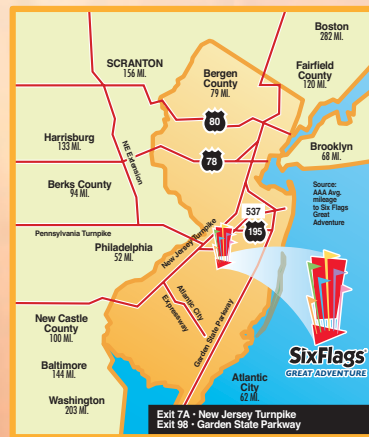 Boston
282 MI.
SCRANTON
156 MI.
Bergen
County
79 MI.
Fairfield
County
120 MI.
80
Harrisburg
133 MI.
NE Extension
78
Brooklyn
68 MI.
Berks County
94 MI.
Source:
AAA Avg.
mileage
to Six Flags
Great
Adventure
537
195
Pennsylvania Turnpike
New Jersey Turnpike
Philadelphia
52 MI.
Atlantic City
Expressway
Garden State Parkway
New Castle
County
100 MI.
SixFlags
GREAT ADVENTURE
Baltimore
144 MI.
Atlantic
City
62 MI.
Washington
203 MI.
Exit 7A • New Jersey Turnpike
Exit 98 • Garden State Parkway